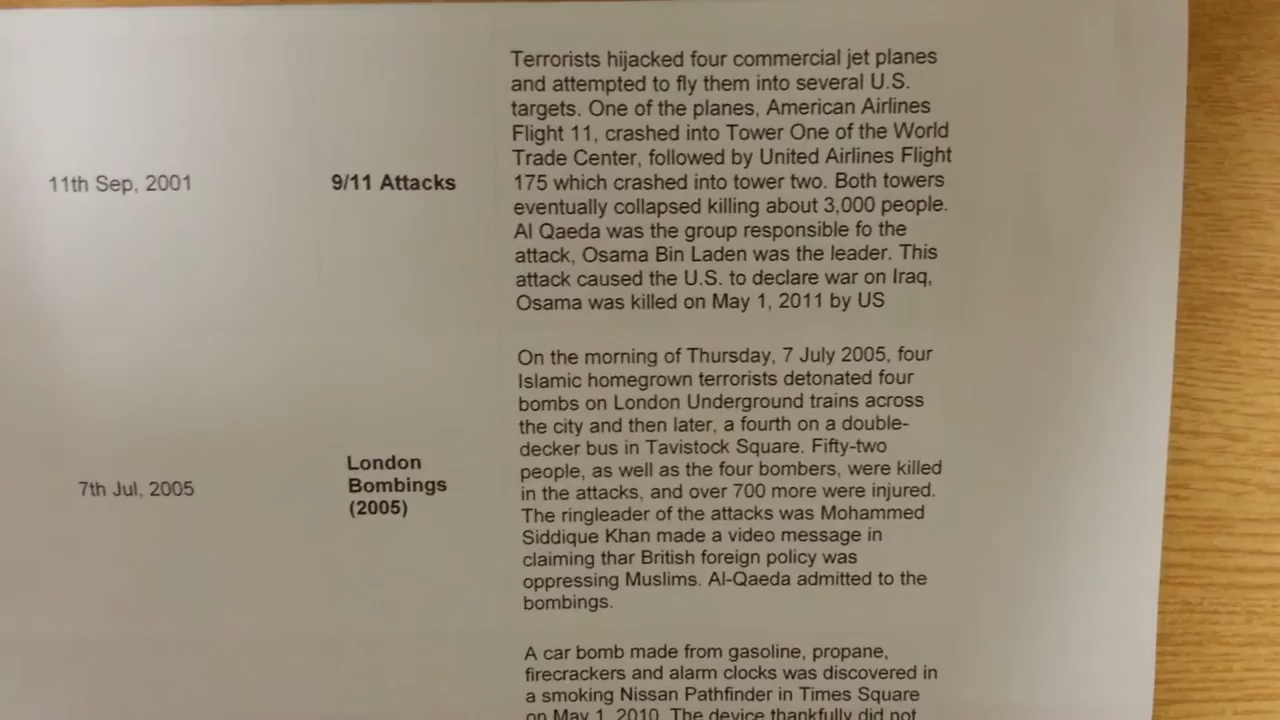 Terrorists hijacked four commercial jet planes
and attempted to fly them into several U.S.
targets. One of the planes, American Airlines
Flight 11, crashed into Tower One of the World
Trade Center, followed by United Airlines Flight
11th Sep, 2001
9/11 Attacks
175 which crashed into tower two. Both towers
eventually collapsed killing about 3,000 people.
Al Qaeda was the group responsible fo the
attack, Osama Bin Laden was the leader. This
attack caused the U.S. to declare war on Iraq,
Osama was killed on May 1, 2011 by US
On the morning of Thursday, 7 July 2005, four
Islamic homegrown terrorists detonated four
bombs on London Underground trains across
the city and then later, a fourth on a double-
decker bus in Tavistock Square. Fifty-two
people, as well as the four bombers, were killed
7th Jul, 2005
London
Bombings
(2005)
in the attacks, and over 700 more were injured.
The ringleader of the attacks was Mohammed
Siddique Khan made a video message in
claiming thar British foreign policy was
oppressing Muslims. Al-Qaeda admitted to the
bombings.
A car bomb made from gasoline, propane,
firecrackers and alarm clocks was discovered in
a smoking Nissan Pathfinder in Times Square
on May 1, 2010. The device thankfully did not